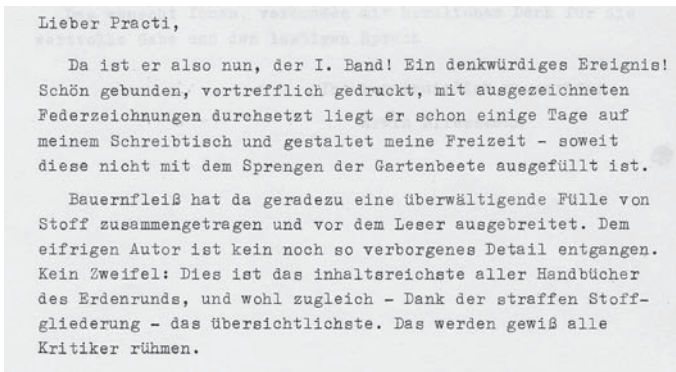 Lieber Practi,
Da ist er also nun, der I. Band! Ein denkwürdiges Ereignis!
Schön gebunden, vortrefflich gedruckt, mit ausgezeichneten
Federzeichnungen durchsetzt liegt er schon einige Tage auf
meinem Schreibtisch und gestaltet meine Freizeit - soweit
diese nicht mit dem Sprengen der Gartenbeete ausgefüllt ist.
Bauernfleiß hat da geradezu eine überwältigende Fülle von
Stoff zusammengetragen und vor dem Leser ausgebreitet. Dem
eifrigen Autor ist kein noch so verborgenes Detail entgangen.
Kein Zweifel: Dies ist das inhaltsreichste aller Handbücher
des Erdenrunds, und wohl zugleich - Dank der straffen Stoff-
gliederung - das übersichtlichste. Das werden gewiß alle
Kritiker rühmen.